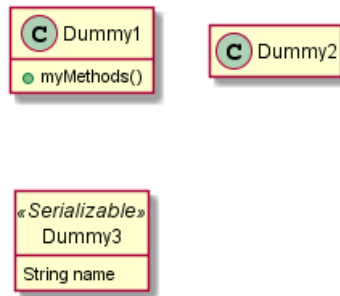 C Dummy1
myMethods()
C Dummy2
«Serializable»
Dummy3
String name